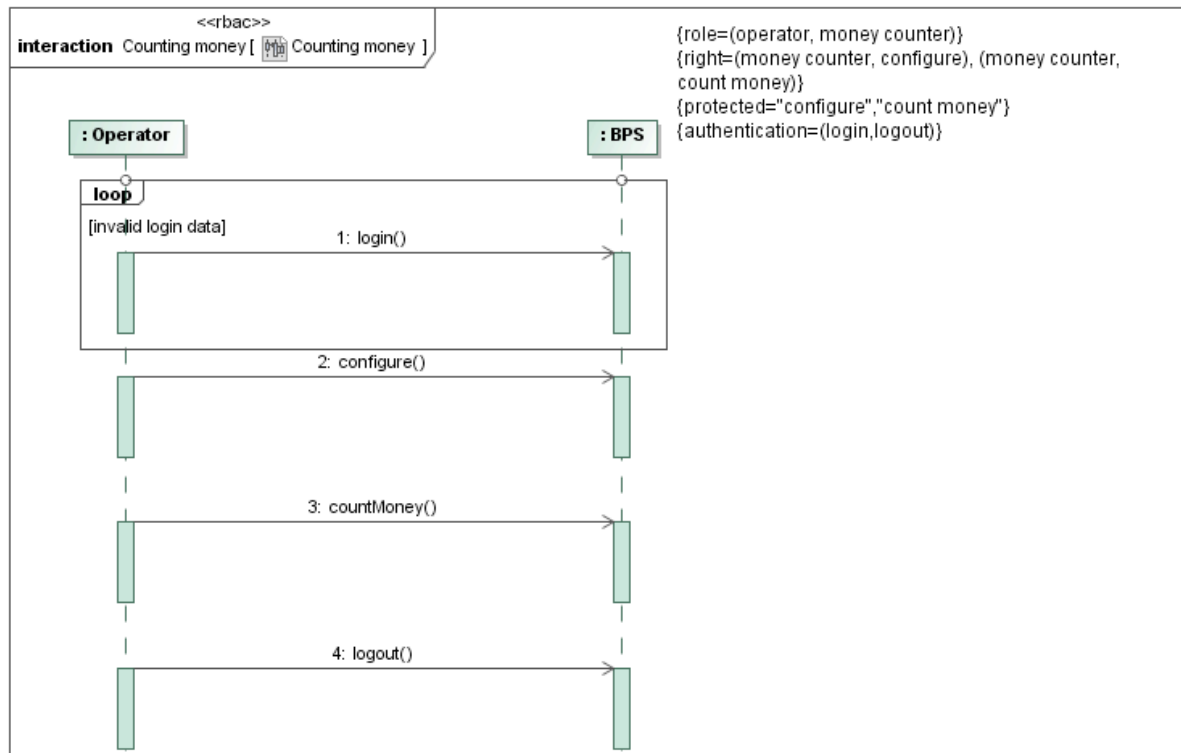 <<rbac>>
interaction Counting money [ Counting money ]
{role=(operator, money counter)}
{right=(money counter, configure), (money counter,
count money)}
{protected="configure","count money"}
{authentication=(login,logout)}
: Operator
: BPS
loop
[invalid login data]
1: login()
2: configure()
3: countMoney()
4: logout()